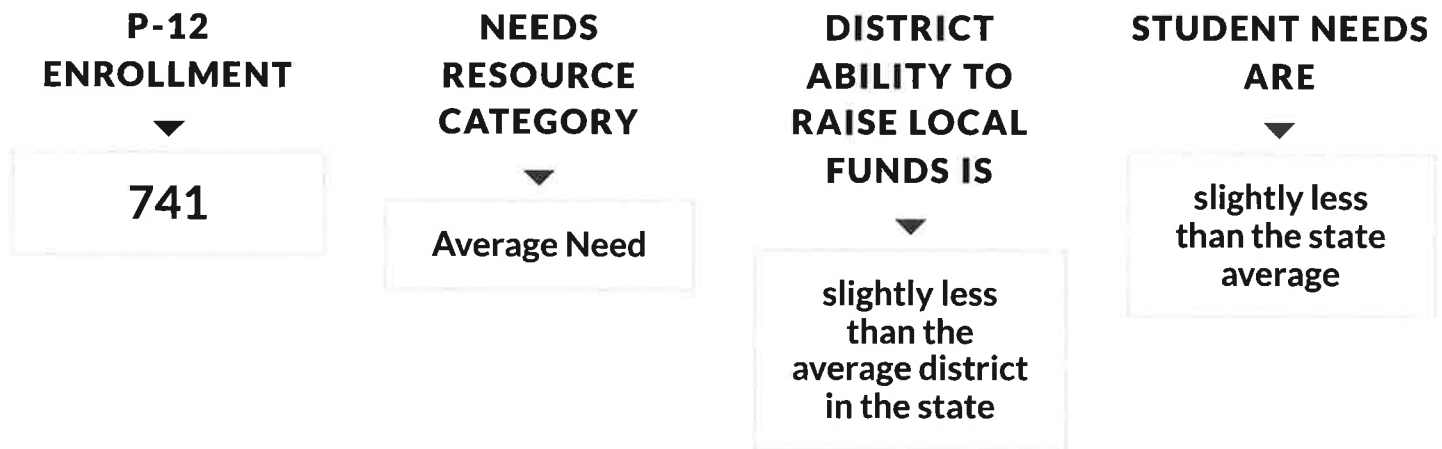 P-12
ENROLLMENT
741
NEEDS
RESOURCE
CATEGORY
Average Need
DISTRICT
ABILITY TO
RAISE LOCAL
FUNDS IS
slightly less
than the
average district
in the state
STUDENT NEEDS
ARE
slightly less
than the state
average